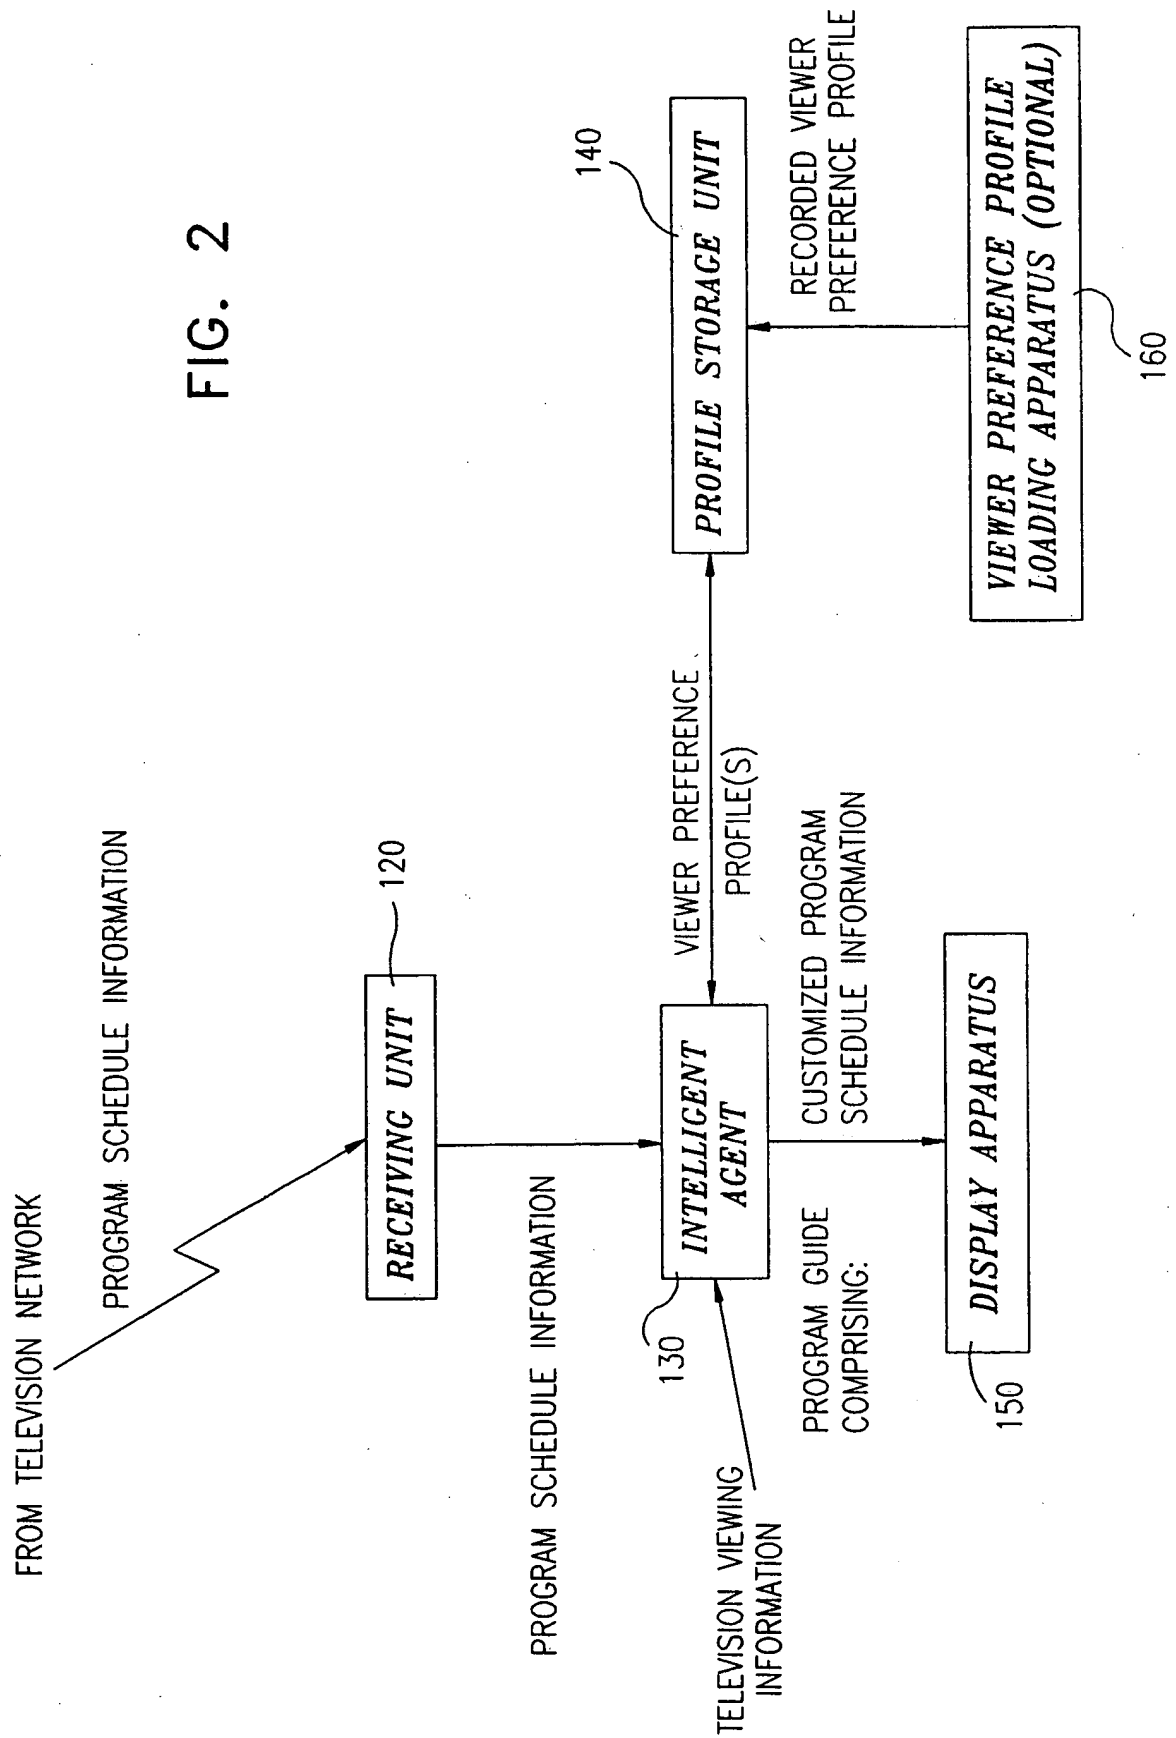 FIG. 2
FROM TELEVISION NETWORK
PROGRAM SCHEDULE INFORMATION
RECEIVING UNIT
120
PROGRAM SCHEDULE INFORMATION
TELEVISION VIEWING
INFORMATION
130
INTELLIGENT
AGENT
VIEWER PREFERENCE
PROFILE(S)
140
PROFILE STORAGE UNIT
PROGRAM GUIDE
COMPRISING:
CUSTOMIZED PROGRAM
SCHEDULE INFORMATION
RECORDED VIEWER
PREFERENCE PROFILE
150
DISPLAY APPARATUS
VIEWER PREFERENCE PROFILE
LOADING APPARATUS (OPTIONAL)
160